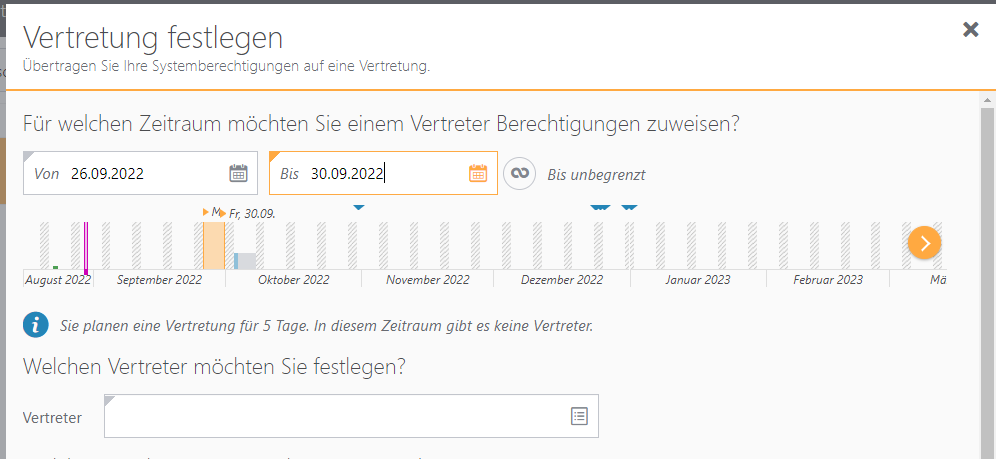 Vertretung festlegen
Übertragen Sie Ihre Systemberechtigungen auf eine Vertretung.
Für welchen Zeitraum möchten Sie einem Vertreter Berechtigungen zuweisen?
Von 26.09.2022 Bis 30.09.2022 Bis unbegrenzt
Fr, 30.09.
August 2022 September 2022 Oktober 2022 November 2022 Dezember 2022 Januar 2023 Februar 2023 Mä
Sie planen eine Vertretung für 5 Tage. In diesem Zeitraum gibt es keine Vertreter.
Welchen Vertreter möchten Sie festlegen?
Vertreter